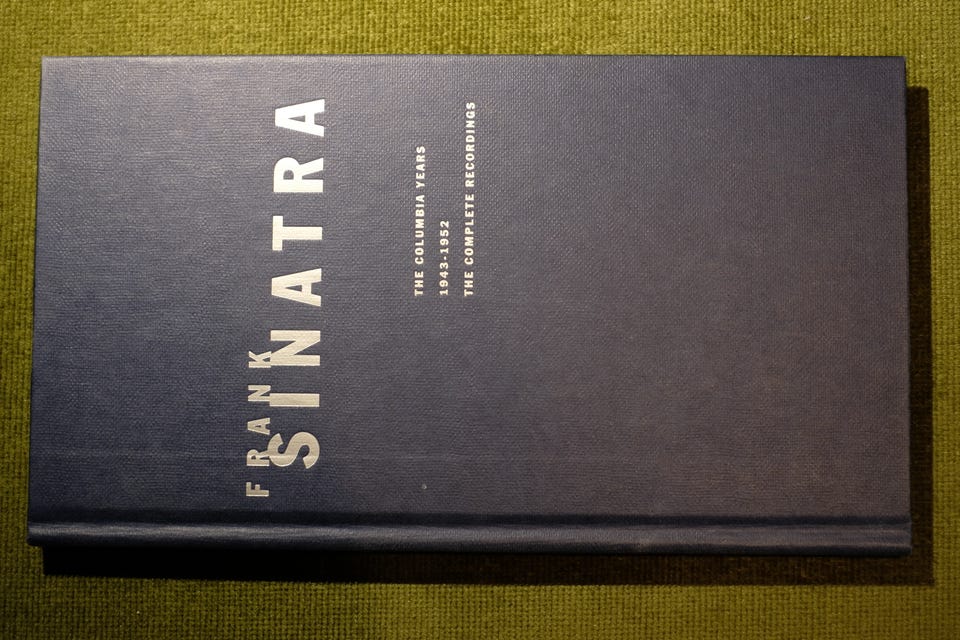 FRANK
SINATRA
THE COLUMBIA YEARS
1943-1952
THE COMPLETE RECORDINGS